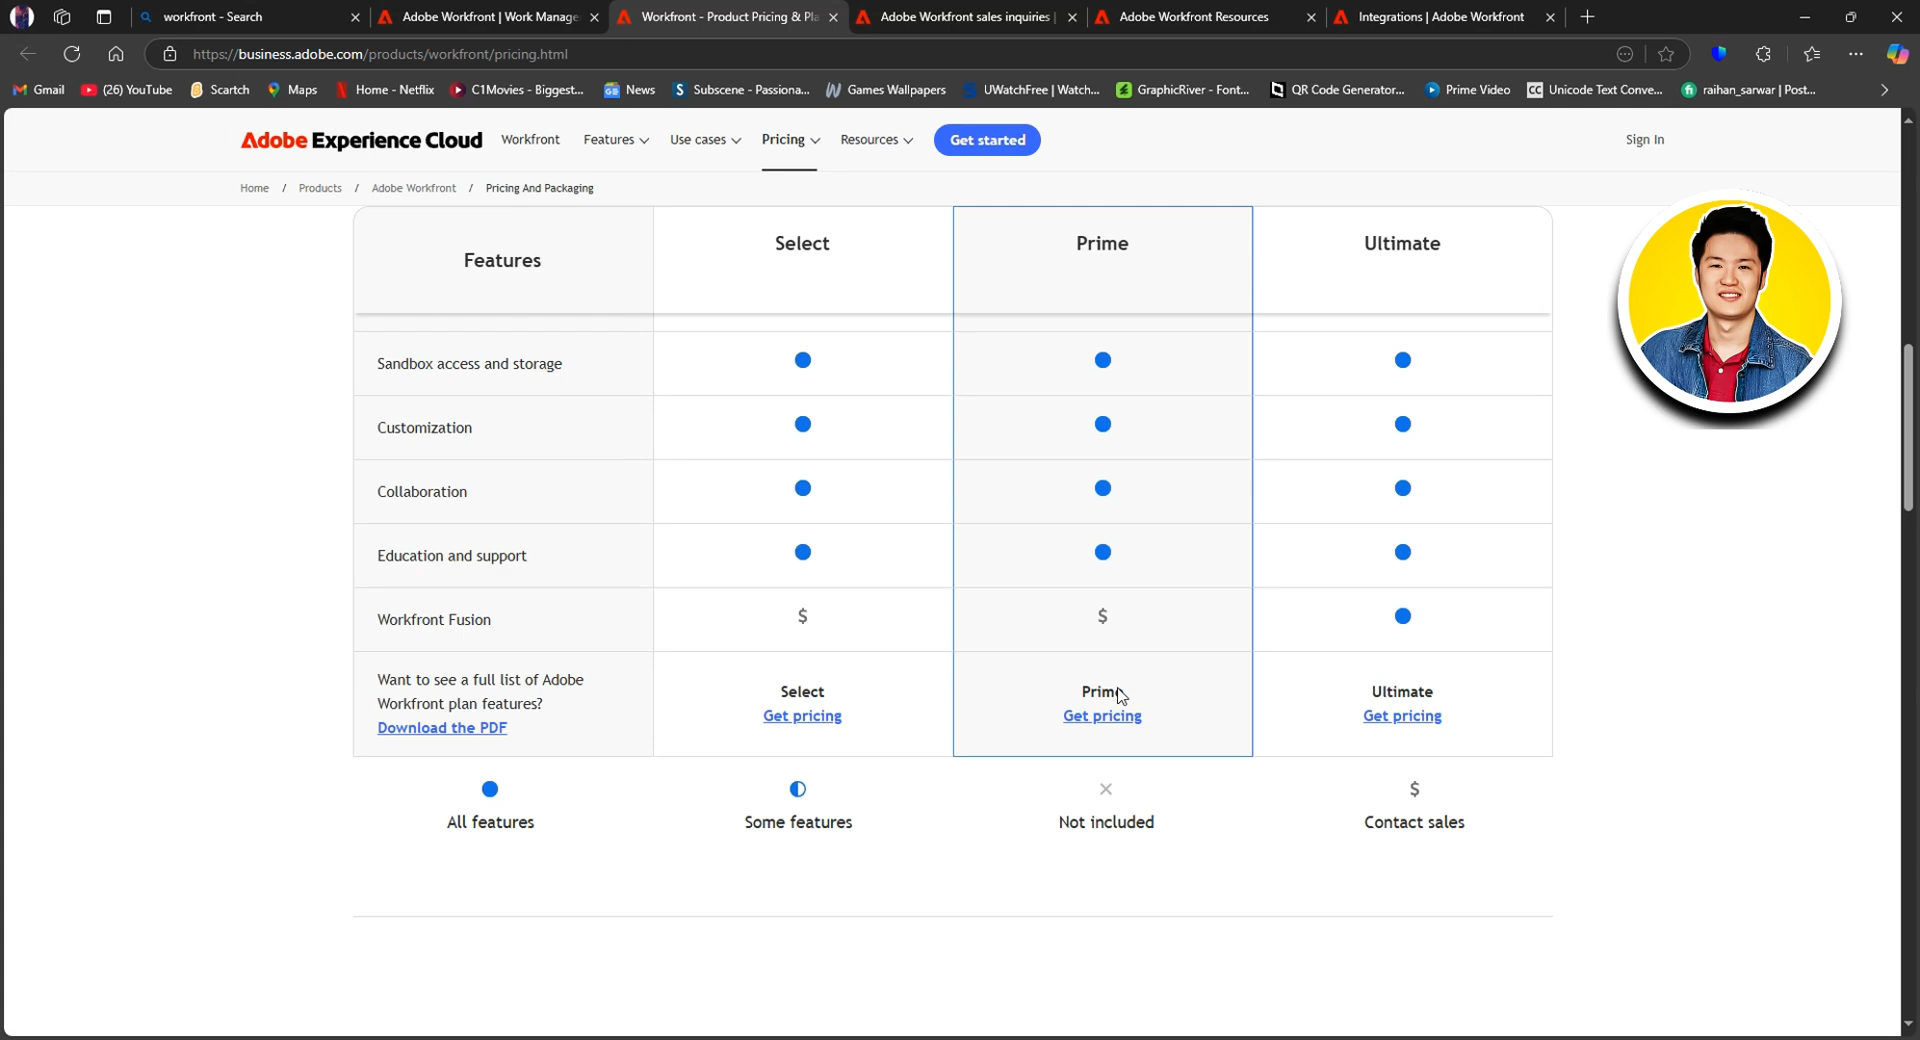 workfront - Search
Adobe Workfront | Work Manage
Workfront - Product Pricing & Pla
Adobe Workfront sales inquiries |
Adobe Workfront Resources
Integrations | Adobe Workfront
https://business.adobe.com/products/workfront/pricing.html
Gmail
(26) YouTube
Scartch
Maps
Home - Netflix
C1Movies - Biggest...
News
Subscene - Passiona...
Games Wallpapers
UWatchFree | Watch...
GraphicRiver - Font...
QR Code Generator...
Prime Video
Unicode Text Conve...
raihan_sarwar | Post...
Adobe Experience Cloud
Workfront
Features
Use cases
Pricing
Resources
Get started
Sign In
Home / Products / Adobe Workfront / Pricing And Packaging
Features
Select
Prime
Ultimate
Sandbox access and storage
Customization
Collaboration
Education and support
Workfront Fusion
$
$
Want to see a full list of Adobe
Workfront plan features?
Download the PDF
Select
Get pricing
Prime
Get pricing
Ultimate
Get pricing
All features
Some features
Not included
$
Contact sales